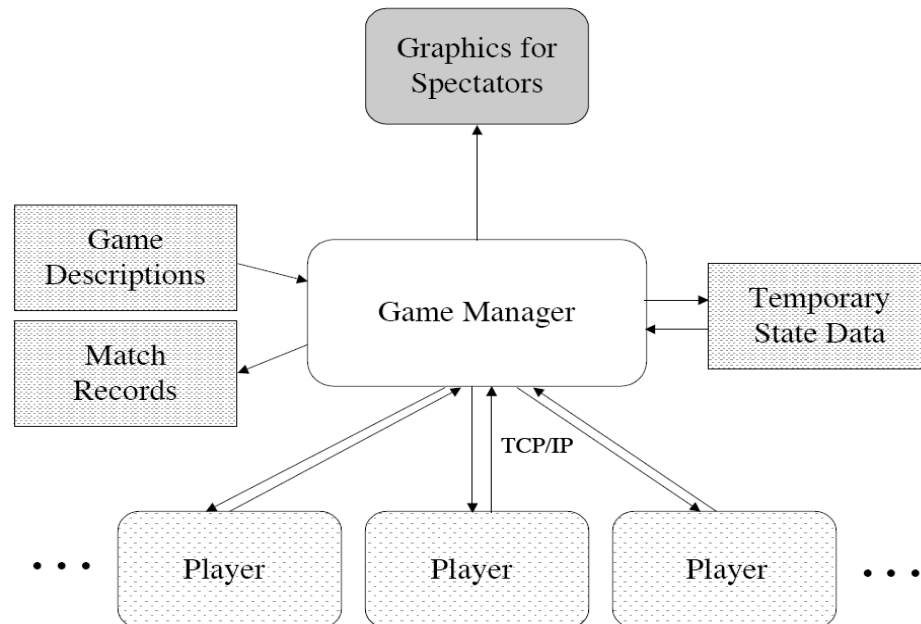 Graphics for
Spectators
Game
Descriptions
Game Manager
Temporary
State Data
Match
Records
TCP/IP
• • •
Player
Player
Player
• • •